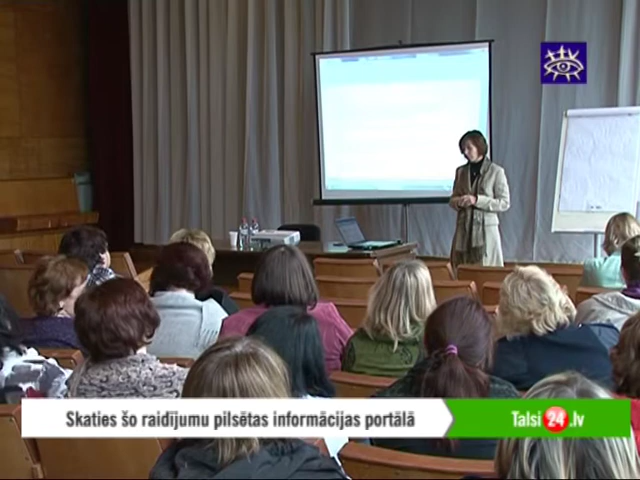 Skaties šo raidījumu pilsētas informācijas portālā
Talsi24.lv